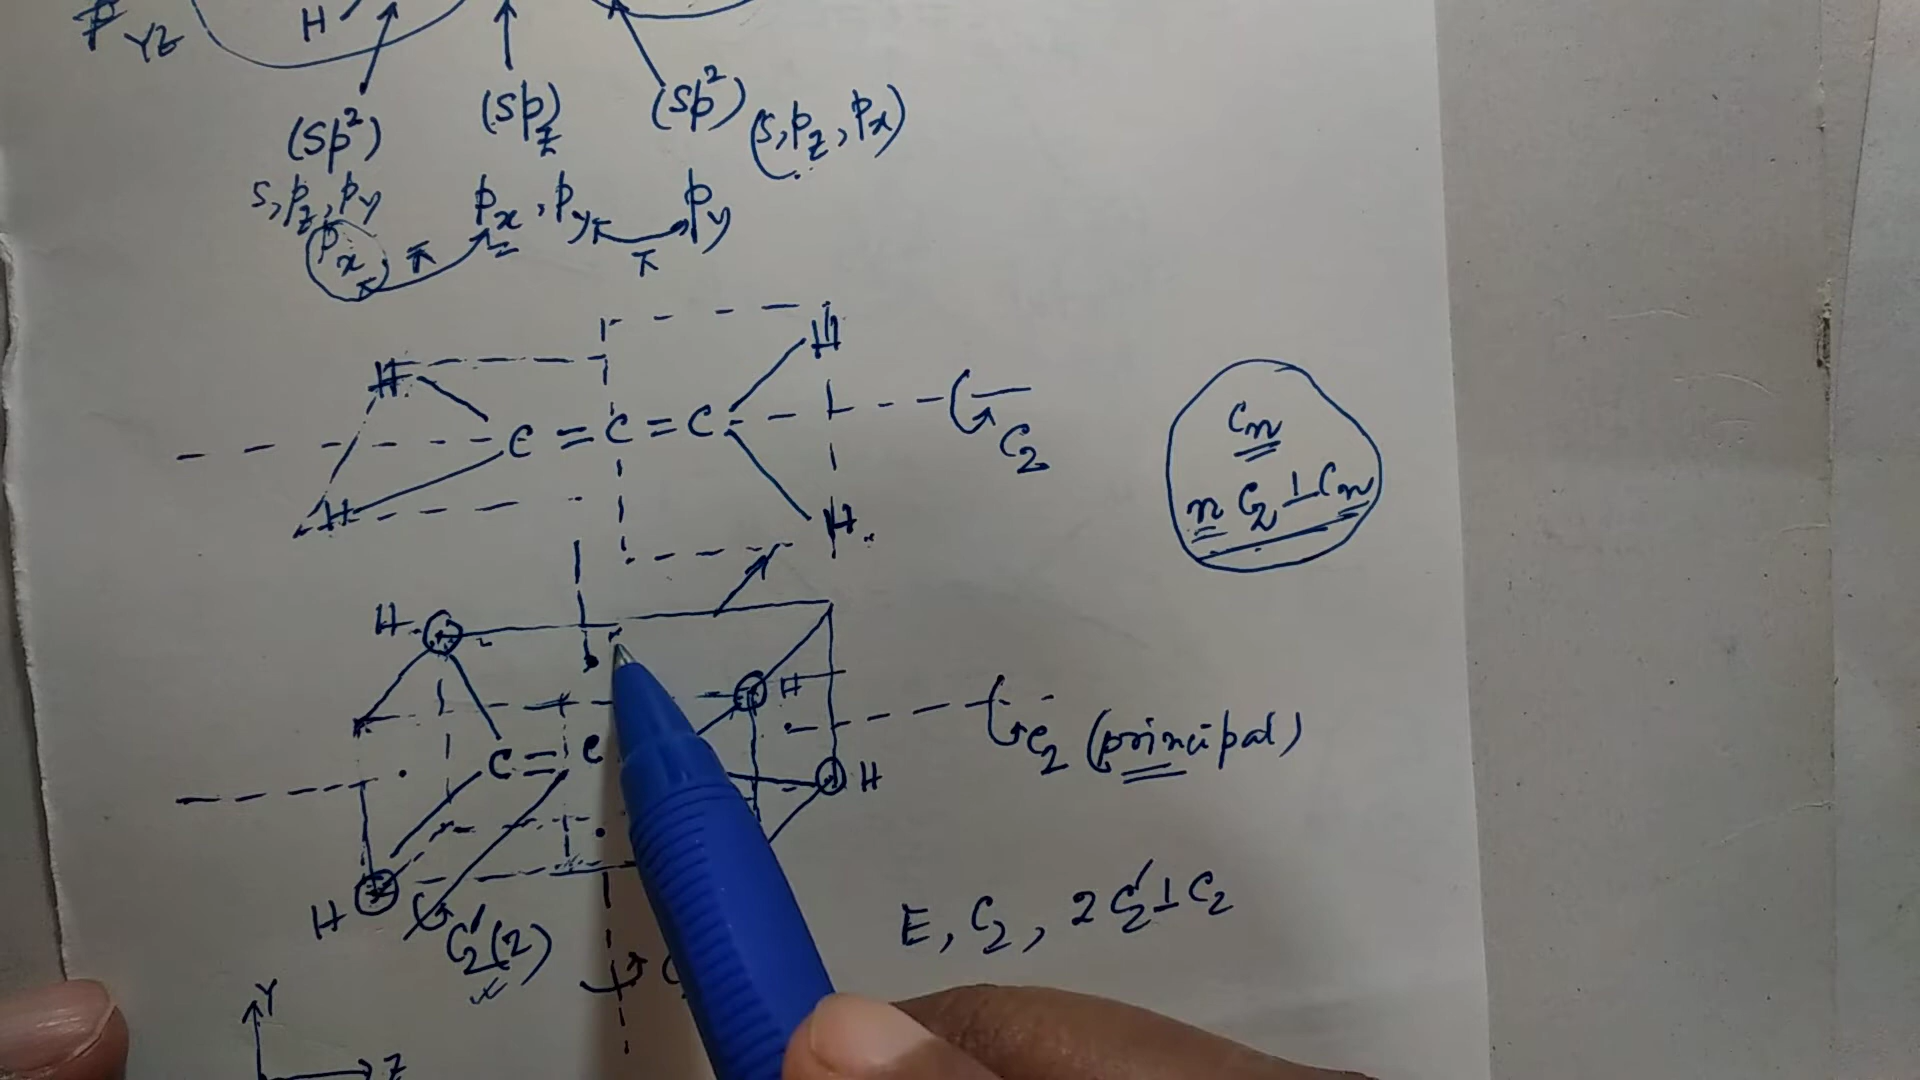 P YZ
H
(Sp²) (Sp)z (Sp²) (S, pz, px)
S, pz, py
px, py π py
px π
H H
C = C = C C2
H H
Cn
n C2 ⊥ Cn
H
H
C = C C2 (principal)
H
H
C2'(2)
E, C2, 2 C2' ⊥ C2
Y
Z